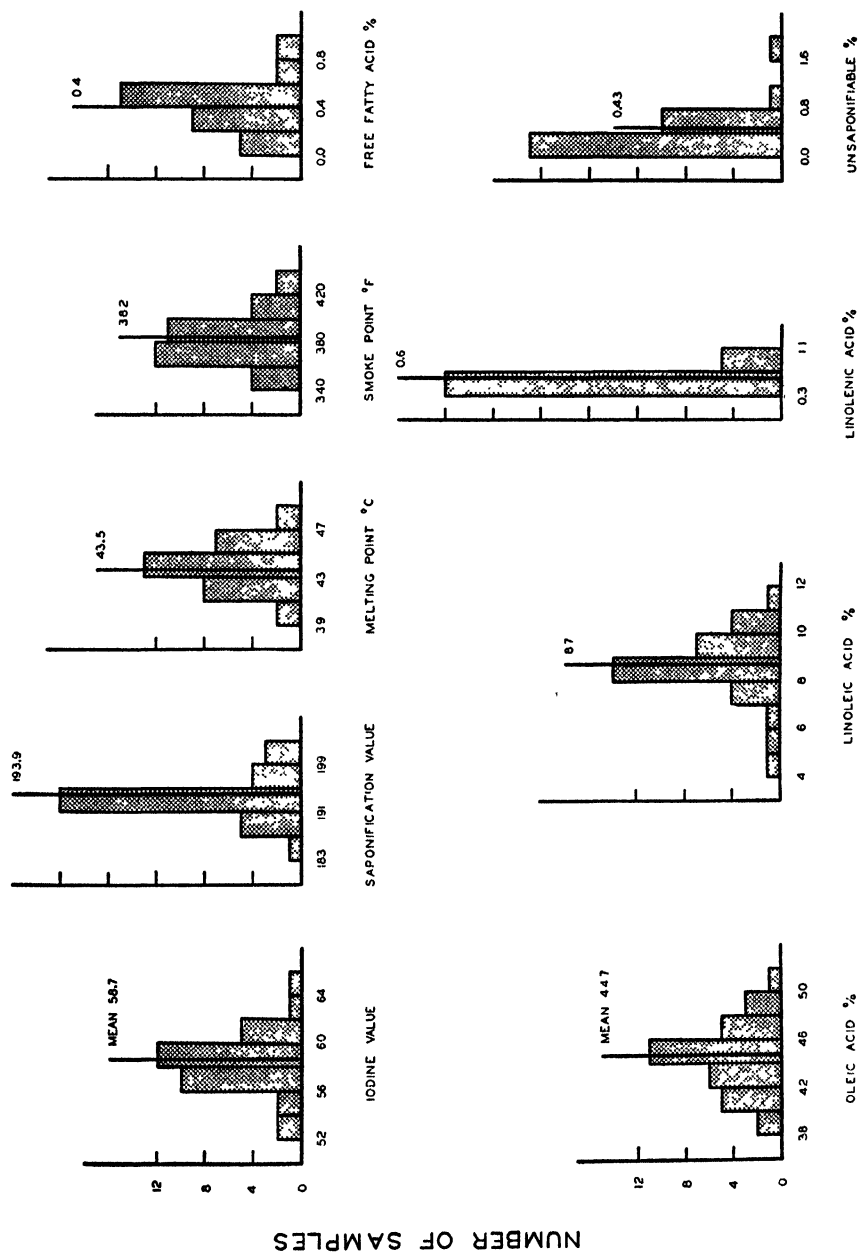 NUMBER OF SAMPLES
MEAN 58.7
12
8
4
0
52 56 60 64
IODINE VALUE
193.9
183 191 199
SAPONIFICATION VALUE
43.5
39 43 47
MELTING POINT °C
382
340 380 420
SMOKE POINT °F
0.4
0.0 0.4 0.8
FREE FATTY ACID %
MEAN 44.7
12
8
4
0
38 42 46 50
OLEIC ACID %
8.7
4 6 8 10 12
LINOLEIC ACID %
0.6
0.3 1.1
LINOLENIC ACID %
0.43
0.0 0.8 1.6
UNSAPONIFIABLE %